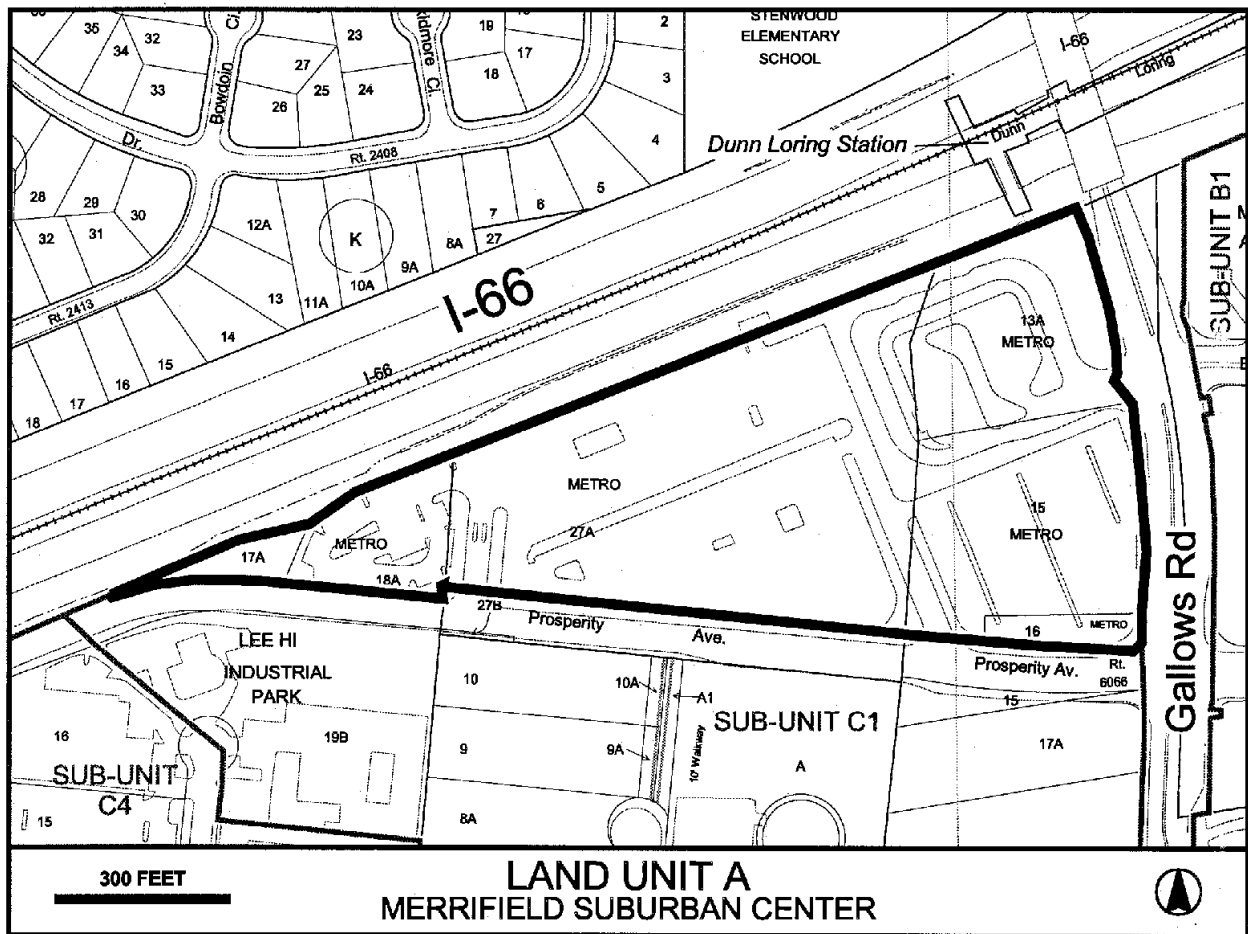 35
32
34
33
Bowdoin
Ci.
23
27
25
24
26
Cl.
19
17
18
2
3
4
STENWOOD
ELEMENTARY
SCHOOL
I-66
Loring
Dunn
Dunn Loring Station
Dr.
Rt. 2408
28
29
30
32
31
12A
K
7
6
5
8A
27
9A
10A
11A
13
14
15
16
17
18
Rt. 2413
I-66
I-66
SUB-UNIT B1
13A
METRO
METRO
27A
15
METRO
METRO
17A
18A
27B
Prosperity
Ave.
16
METRO
Prosperity Av.
Rt.
6066
Gallows Rd
LEE HI
INDUSTRIAL
PARK
10
10A
A1
SUB-UNIT C1
15
17A
9
9A
10' Walkway
A
8A
16
19B
SUB-UNIT
C4
15
300 FEET
LAND UNIT A
MERRIFIELD SUBURBAN CENTER